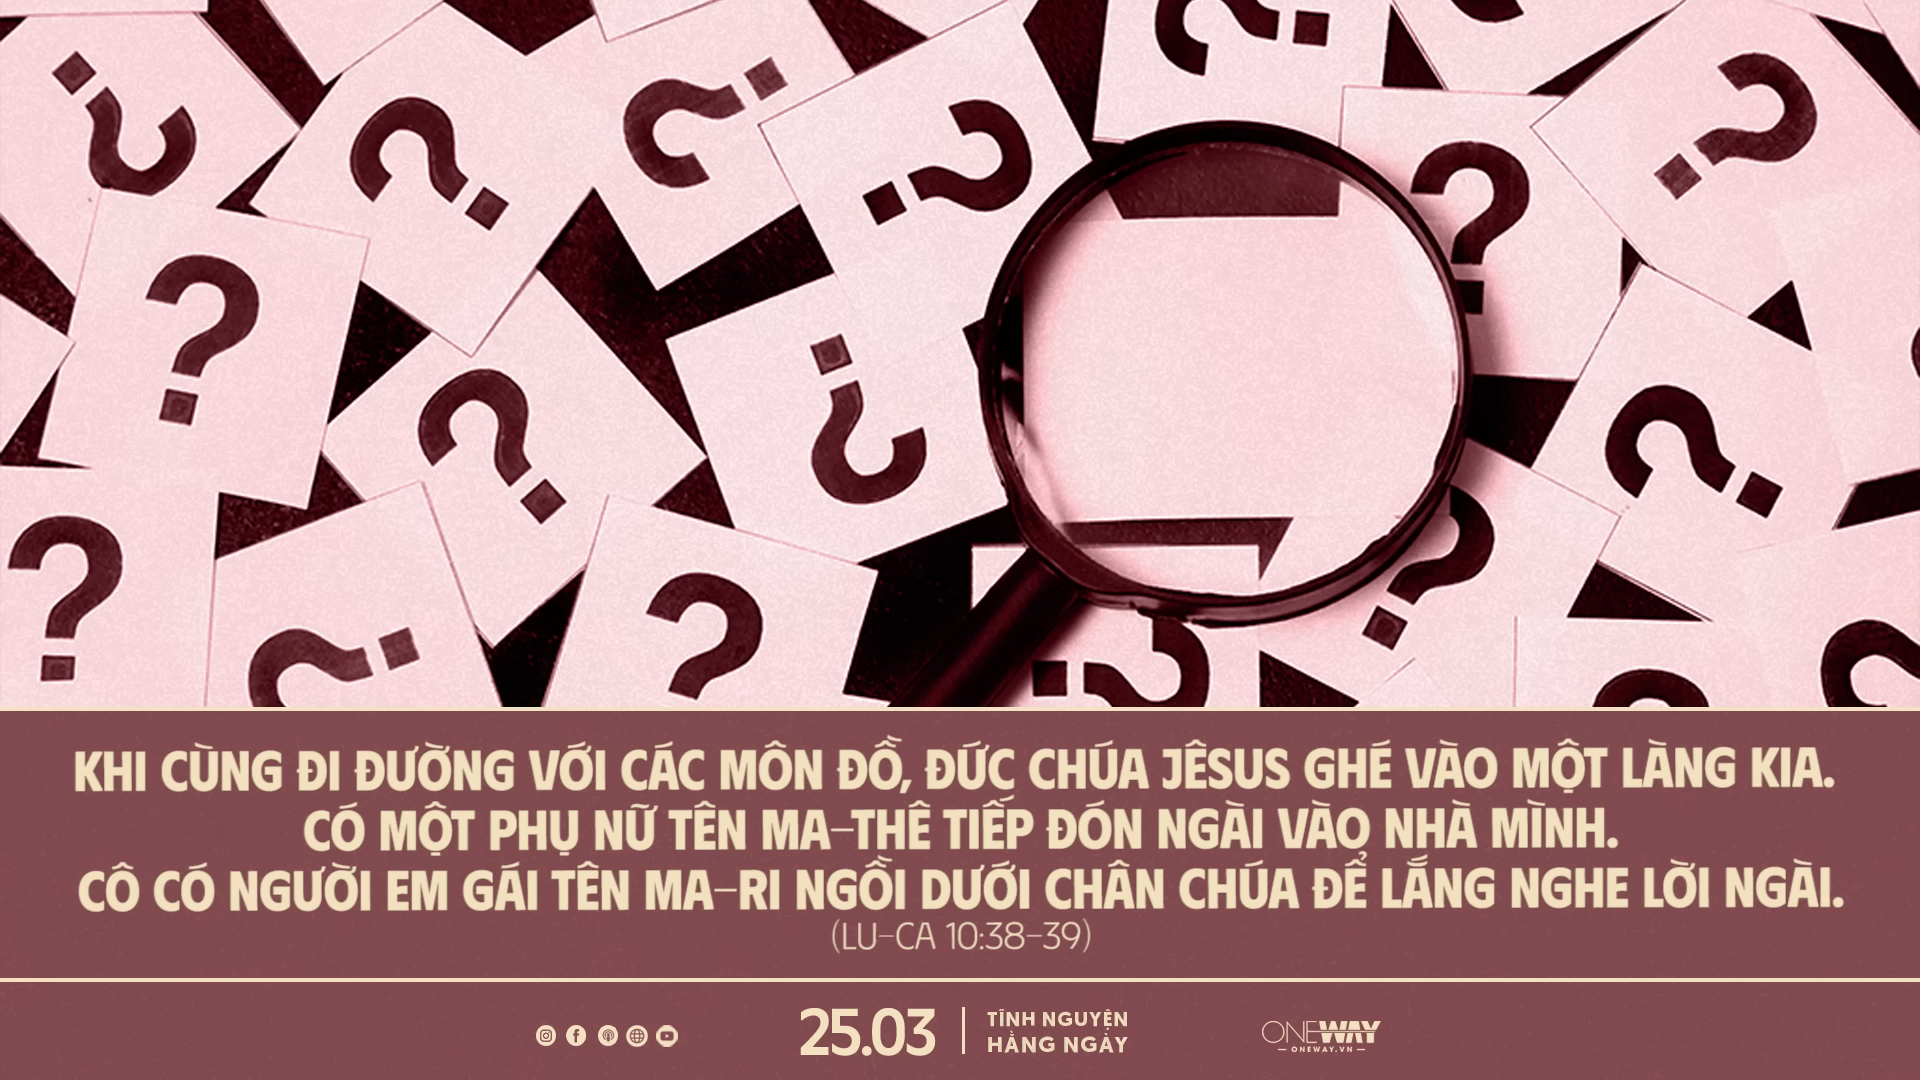 KHI CÙNG ĐI ĐƯỜNG VỚI CÁC MÔN ĐỒ, ĐỨC CHÚA JÊSUS GHÉ VÀO MỘT LÀNG KIA.
CÓ MỘT PHỤ NỮ TÊN MA-THÊ TIẾP ĐÓN NGÀI VÀO NHÀ MÌNH.
CÔ CÓ NGƯỜI EM GÁI TÊN MA-RI NGỒI DƯỚI CHÂN CHÚA ĐỂ LẮNG NGHE LỜI NGÀI.
(LU-CA 10:38-39)
25.03
TĨNH NGUYỆN
HẰNG NGÀY
ONEWAY
— ONEWAY.VN —